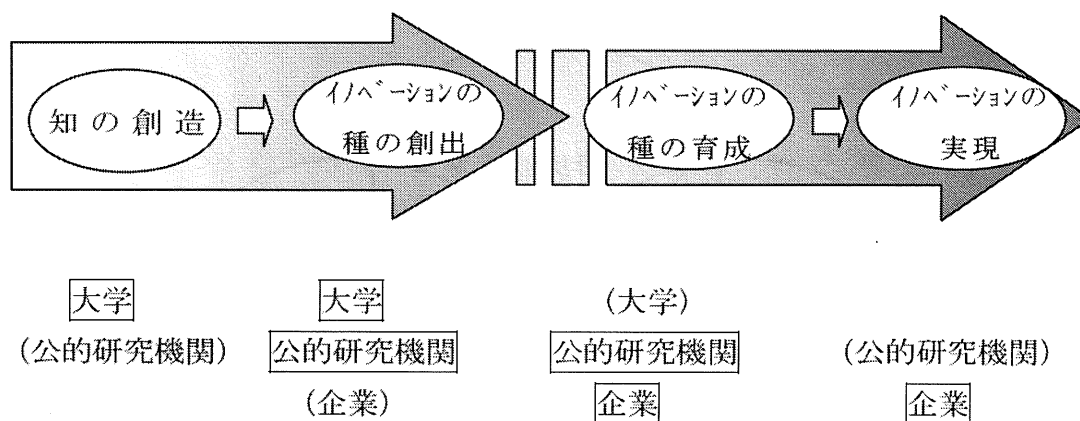 知の創造
イノベーションの
種の創出
イノベーションの
種の育成
イノベーションの
実現
大学
(公的研究機関)
大学
公的研究機関
(企業)
(大学)
公的研究機関
企業
(公的研究機関)
企業